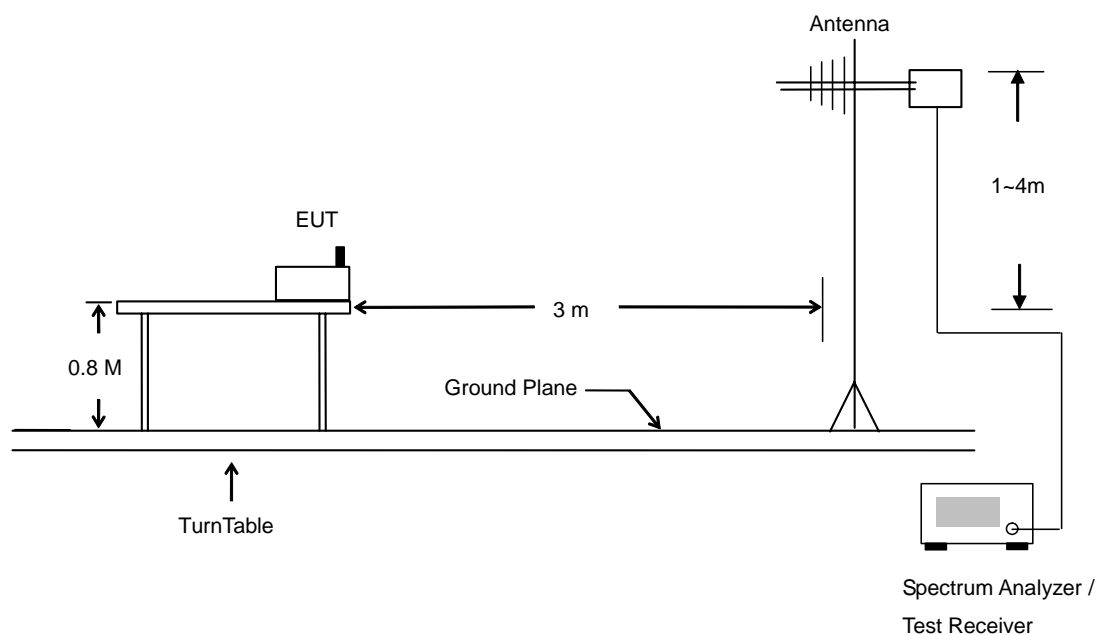 Antenna
1~4m
EUT
3 m
0.8 M
Ground Plane
TurnTable
Spectrum Analyzer /
Test Receiver